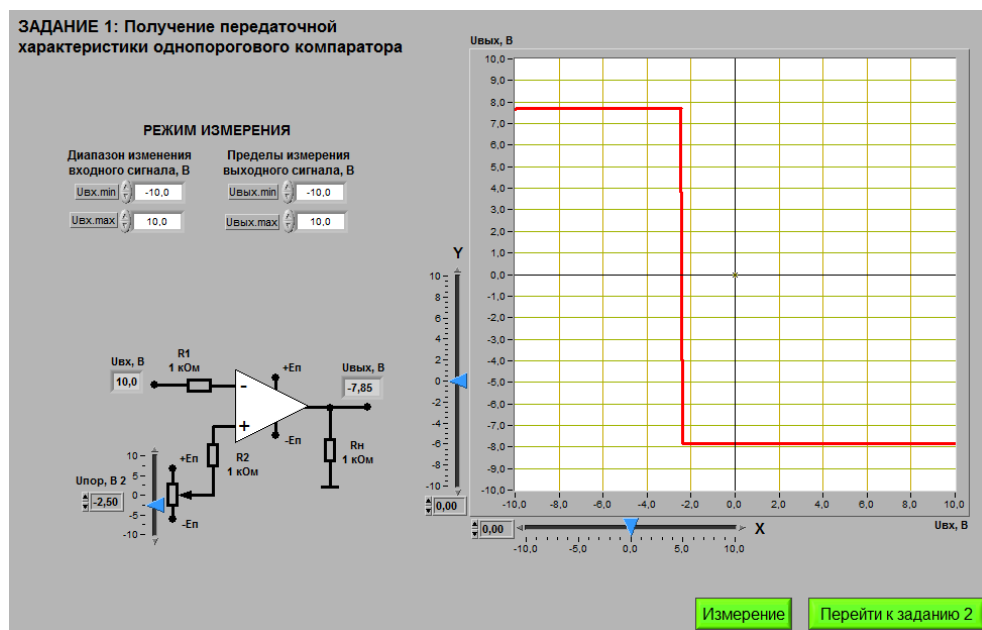 ЗАДАНИЕ 1: Получение передаточной
характеристики однопорогового компаратора
РЕЖИМ ИЗМЕРЕНИЯ
Диапазон изменения
входного сигнала, В
Пределы измерения
выходного сигнала, В
Uвх.min -10,0
Uвых.min -10,0
Uвх.max 10,0
Uвых.max 10,0
Uвх, В
10,0
R1
1 кОм
-
+
+Еп
-Еп
Uвых, В
-7,85
Rн
1 кОм
R2
1 кОм
Uпор, В 2
-2,50
10
5
0
-5
-10
+Еп
-Еп
Y
10
8
6
4
2
0
-2
-4
-6
-8
-10
0,00
Uвых, В
10,0
9,0
8,0
7,0
6,0
5,0
4,0
3,0
2,0
1,0
0,0
-1,0
-2,0
-3,0
-4,0
-5,0
-6,0
-7,0
-8,0
-9,0
-10,0
-10,0 -8,0 -6,0 -4,0 -2,0 0,0 2,0 4,0 6,0 8,0 10,0
Uвх, В
0,00
X
-10,0 -5,0 0,0 5,0 10,0
Измерение
Перейти к заданию 2